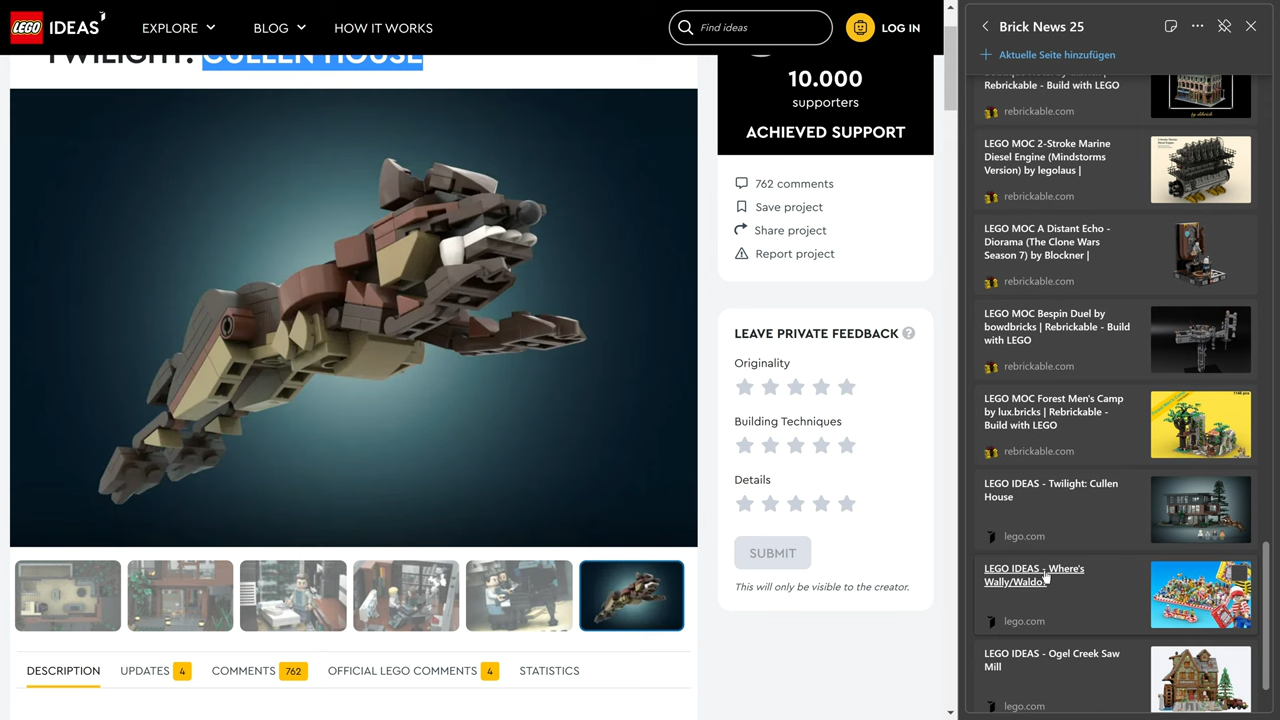 LEGO IDEAS
EXPLORE
BLOG
HOW IT WORKS
Find ideas
LOG IN
TWILIGHT: CULLEN HOUSE
10.000
supporters
ACHIEVED SUPPORT
762 comments
Save project
Share project
Report project
LEAVE PRIVATE FEEDBACK ?
Originality
Building Techniques
Details
SUBMIT
This will only be visible to the creator.
DESCRIPTION
UPDATES 4
COMMENTS 762
OFFICIAL LEGO COMMENTS 4
STATISTICS
Brick News 25
Aktuelle Seite hinzufügen
Rebrickable - Build with LEGO
rebrickable.com
LEGO MOC 2-Stroke Marine
Diesel Engine (Mindstorms
Version) by legolaus |
rebrickable.com
LEGO MOC A Distant Echo -
Diorama (The Clone Wars
Season 7) by Blockner |
rebrickable.com
LEGO MOC Bespin Duel by
bowdbricks | Rebrickable - Build
with LEGO
rebrickable.com
LEGO MOC Forest Men's Camp
by lux.bricks | Rebrickable -
Build with LEGO
rebrickable.com
LEGO IDEAS - Twilight: Cullen
House
lego.com
LEGO IDEAS - Where's
Wally/Waldo?
lego.com
LEGO IDEAS - Ogel Creek Saw
Mill
lego.com